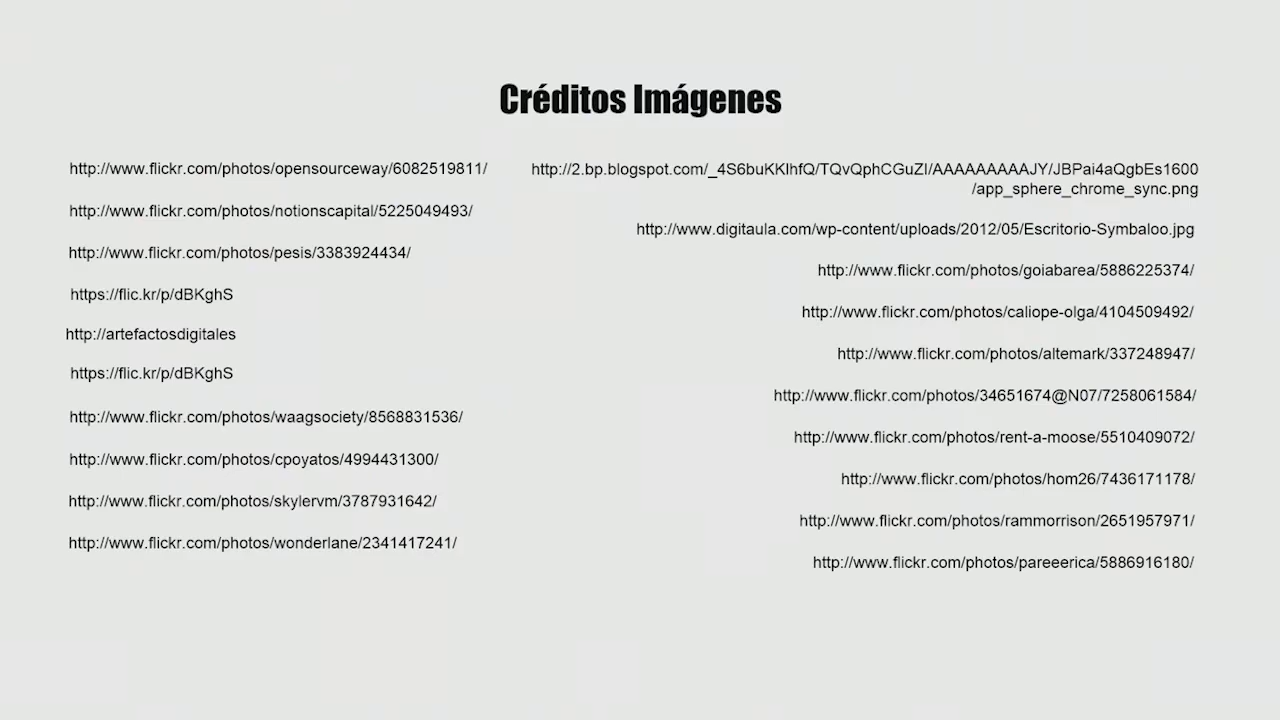 Créditos Imágenes
http://www.flickr.com/photos/opensourceway/6082519811/
http://www.flickr.com/photos/notionscapital/5225049493/
http://www.flickr.com/photos/pesis/3383924434/
https://flic.kr/p/dBKghS
http://artefactosdigitales
https://flic.kr/p/dBKghS
http://www.flickr.com/photos/waagsociety/8568831536/
http://www.flickr.com/photos/cpoyatos/4994431300/
http://www.flickr.com/photos/skylervm/3787931642/
http://www.flickr.com/photos/wonderlane/2341417241/
http://2.bp.blogspot.com/_4S6buKKlhfQ/TQvQphCGuZI/AAAAAAAAAJY/JBPai4aQgbEs1600
/app_sphere_chrome_sync.png
http://www.digitaula.com/wp-content/uploads/2012/05/Escritorio-Symbaloo.jpg
http://www.flickr.com/photos/goiabarea/5886225374/
http://www.flickr.com/photos/caliope-olga/4104509492/
http://www.flickr.com/photos/altemark/337248947/
http://www.flickr.com/photos/34651674@N07/7258061584/
http://www.flickr.com/photos/rent-a-moose/5510409072/
http://www.flickr.com/photos/hom26/7436171178/
http://www.flickr.com/photos/rammorrison/2651957971/
http://www.flickr.com/photos/pareeerica/5886916180/